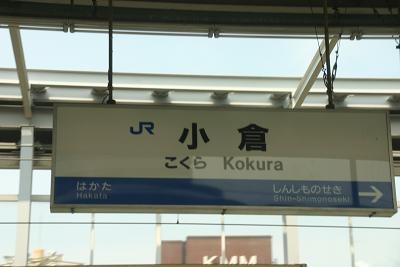 JR 小倉
こくら Kokura
はかた しんしものせき
Hakata Shin-Shimonoseki
KMM